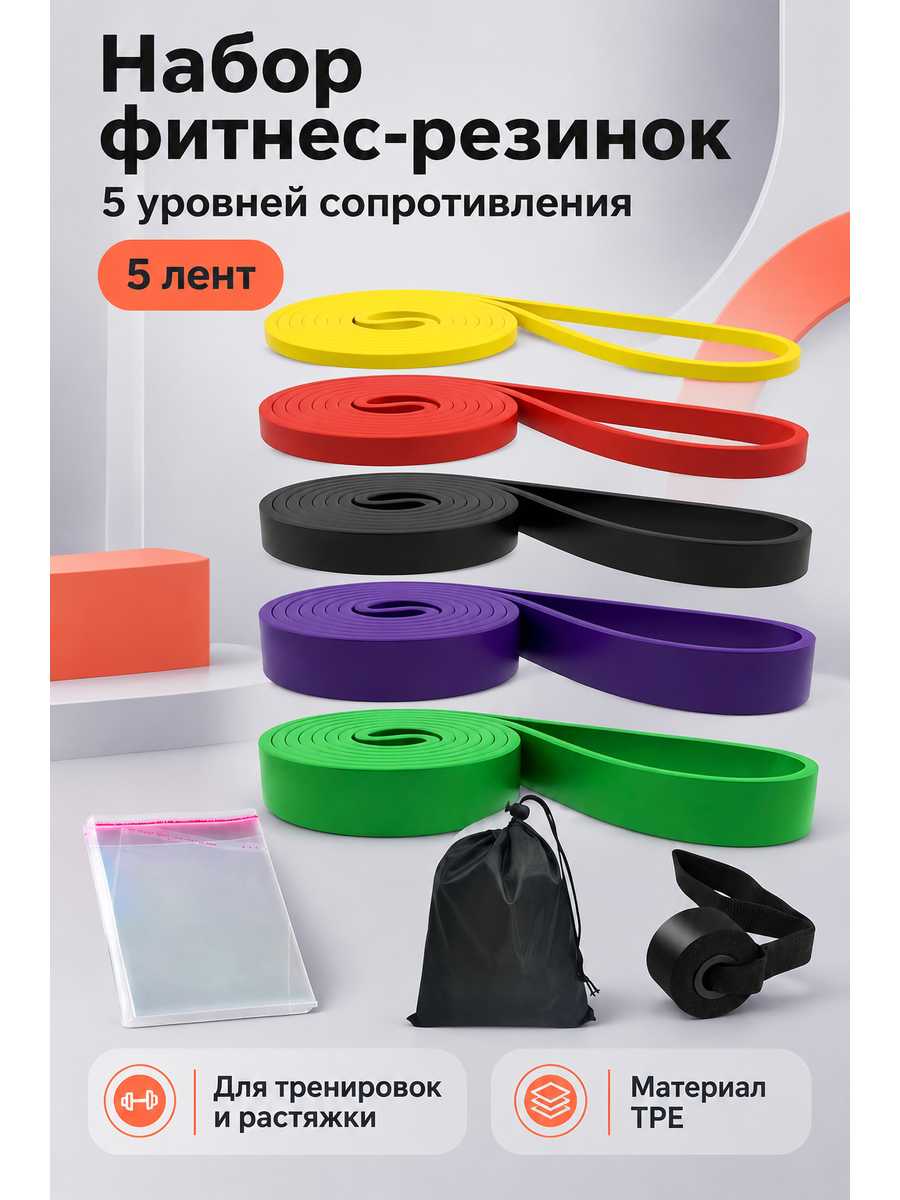 Набор
фитнес-резинок
5 уровней сопротивления
5 лент
Для тренировок
и растяжки
Материал
TPE